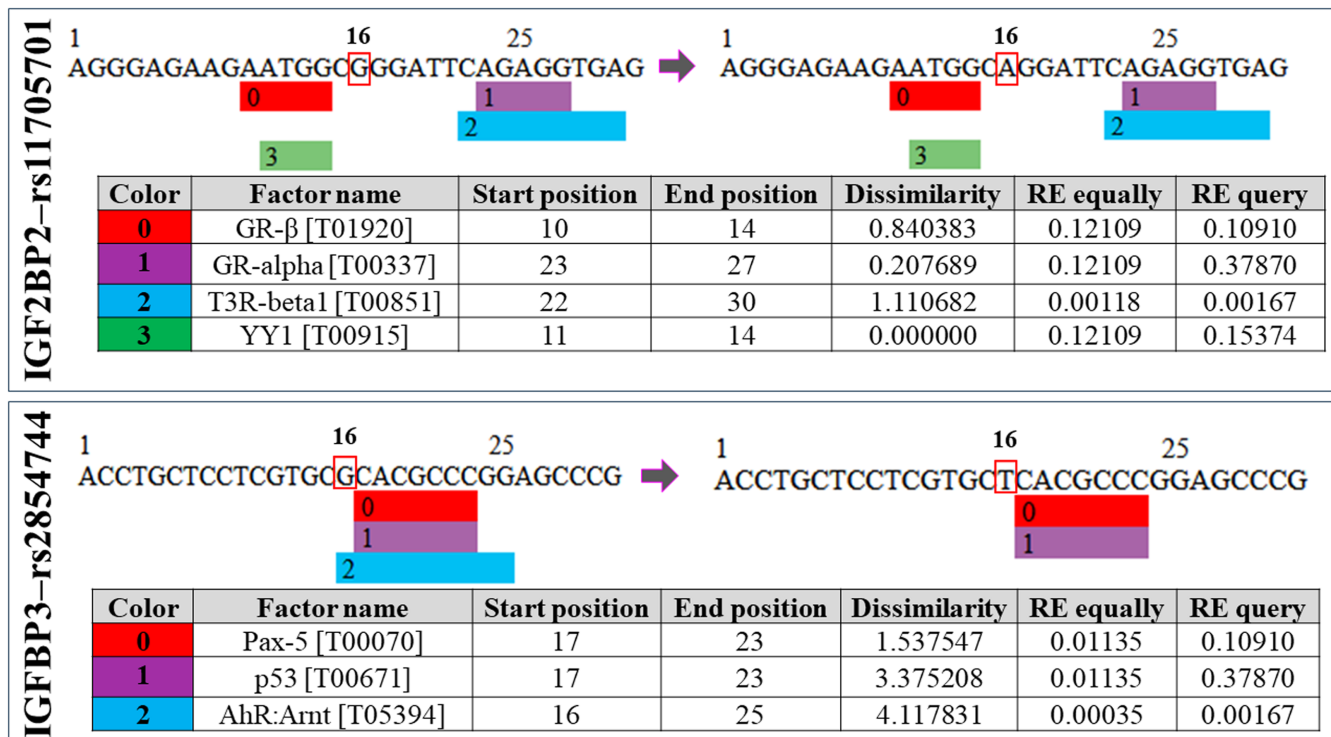 IGF2BP2–rs11705701
1 16 25 1 16 25
AGGGAGAAGAATGGCGGGATTCAGAGGTGAG AGGGAGAAGAATGGCAGGATTCAGAGGTGAG
0 1 0 1
2 2
3 3
Color Factor name Start position End position Dissimilarity RE equally RE query
0 GR-β [T01920] 10 14 0.840383 0.12109 0.10910
1 GR-alpha [T00337] 23 27 0.207689 0.12109 0.37870
2 T3R-beta1 [T00851] 22 30 1.110682 0.00118 0.00167
3 YY1 [T00915] 11 14 0.000000 0.12109 0.15374
IGFBP3–rs2854744
1 16 25 1 16 25
ACCTGCTCCTCGTGCGCACGCCCGGAGCCCG ACCTGCTCCTCGTGCTCACGCCCGGAGCCCG
0 0
1 1
2
Color Factor name Start position End position Dissimilarity RE equally RE query
0 Pax-5 [T00070] 17 23 1.537547 0.01135 0.10910
1 p53 [T00671] 17 23 3.375208 0.01135 0.37870
2 AhR:Arnt [T05394] 16 25 4.117831 0.00035 0.00167